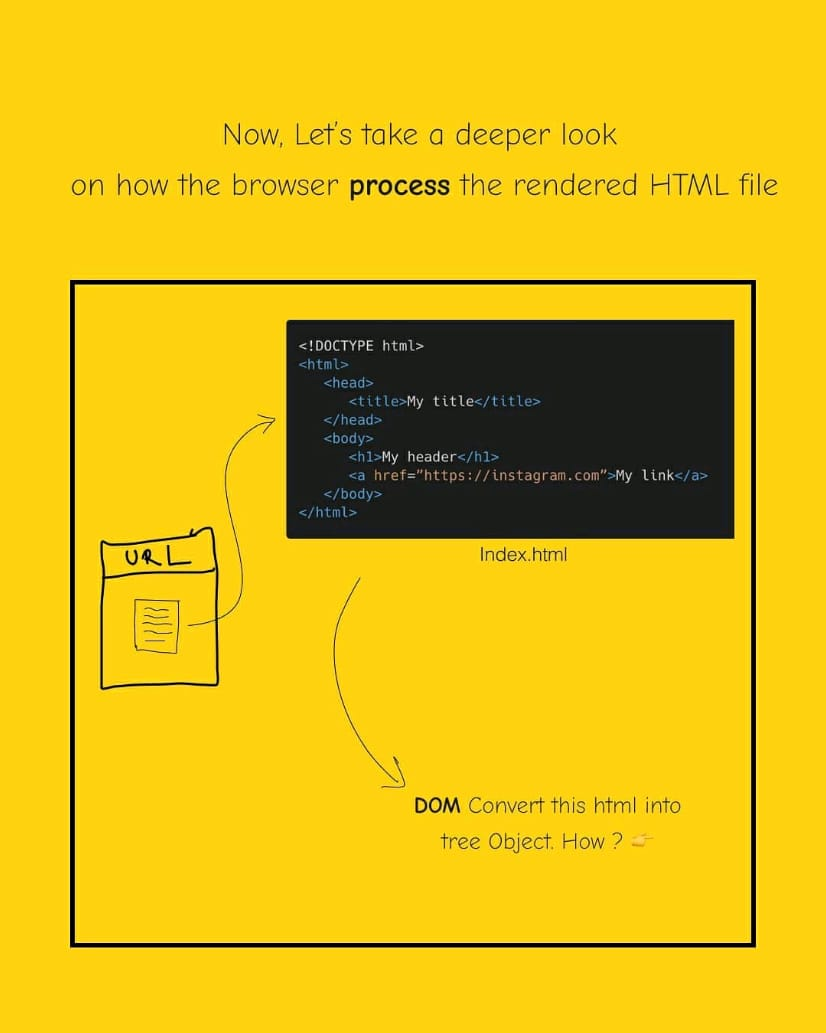 Now, Let's take a deeper look
on how the browser process the rendered HTML file
<!DOCTYPE html>
<html>
<head>
<title>My title</title>
</head>
<body>
<h1>My header</h1>
<a href=”https://instagram.com”>My link</a>
</body>
</html>
Index.html
URL
DOM Convert this html into
tree Object. How ? 👉